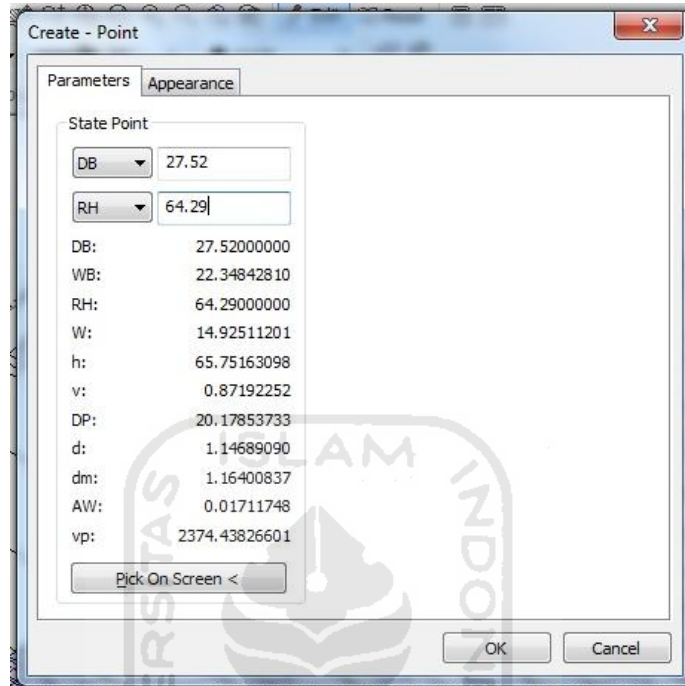 Create - Point
Parameters Appearance
State Point
DB 27.52
RH 64.29
DB: 27.52000000
WB: 22.34842810
RH: 64.29000000
W: 14.92511201
h: 65.75163098
v: 0.87192252
DP: 20.17853733
d: 1.14689090
dm: 1.16400837
AW: 0.01711748
vp: 2374.43826601
Pick On Screen <
OK Cancel
ISLAM